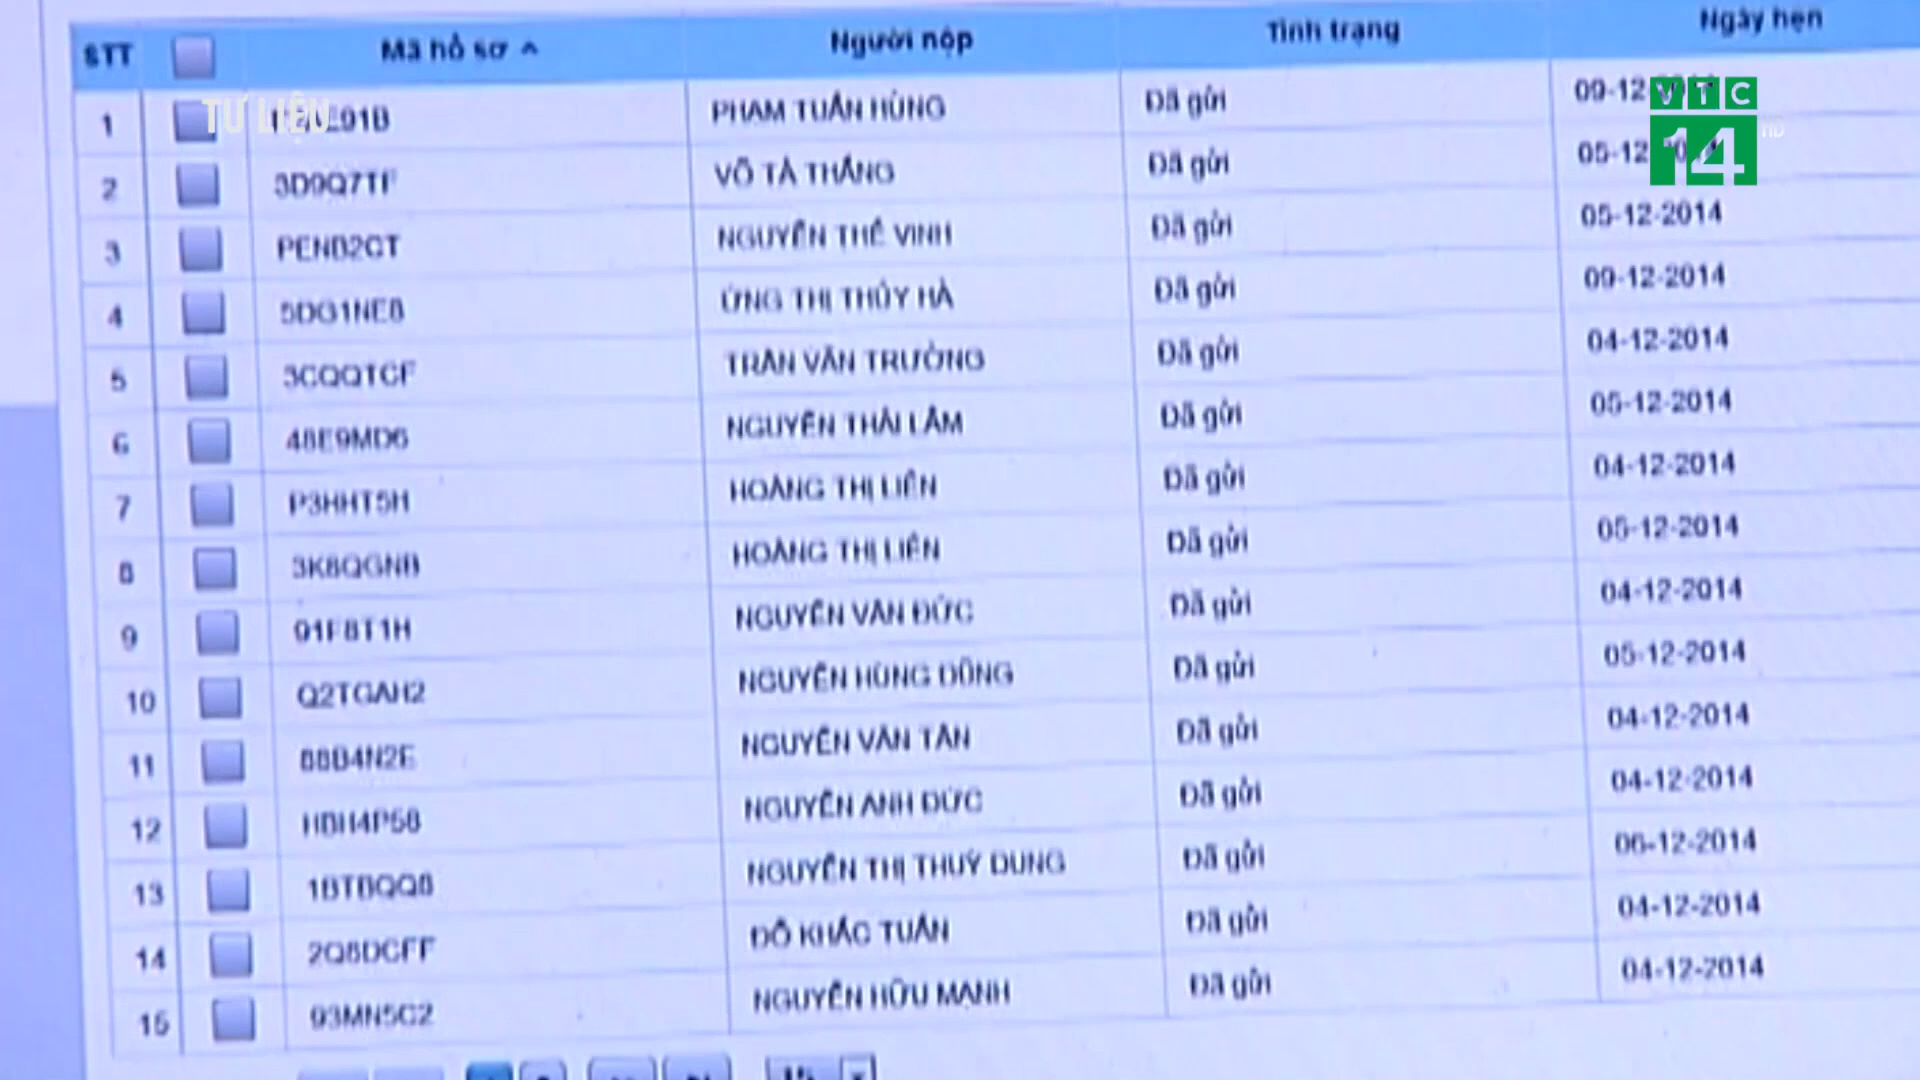 STT Mã hồ sơ Người nộp Tình trạng Ngày hẹn
TƯ LIỆU
VTC
14 HD
1 PHẠM TUẤN HÙNG Đã gửi
2 3D9Q7TF VÕ TÁ THẮNG Đã gửi
3 PENB2CT NGUYỄN THẾ VINH Đã gửi 05-12-2014
4 5DG1NE8 ỨNG THỊ THÚY HÀ Đã gửi 09-12-2014
5 3CQQTCF TRẦN VĂN TRƯỜNG Đã gửi 04-12-2014
6 48E9MD6 NGUYỄN THÁI LÂM Đã gửi 05-12-2014
7 P3HHT5H HOÀNG THỊ LIÊN Đã gửi 04-12-2014
8 3K8QGNB HOÀNG THỊ LIÊN Đã gửi 05-12-2014
9 91F8T1H NGUYỄN VĂN ĐỨC Đã gửi 04-12-2014
10 Q2TGAH2 NGUYỄN HÙNG DŨNG Đã gửi 05-12-2014
11 88B4N2E NGUYỄN VĂN TÂN Đã gửi 04-12-2014
12 HBH4P58 NGUYỄN ANH ĐỨC Đã gửi 04-12-2014
13 1BTBQQ8 NGUYỄN THỊ THUỲ DUNG Đã gửi 06-12-2014
14 2Q8DCFF ĐỖ KHẮC TUẤN Đã gửi 04-12-2014
15 93MN5C2 NGUYỄN HỮU MẠNH Đã gửi 04-12-2014